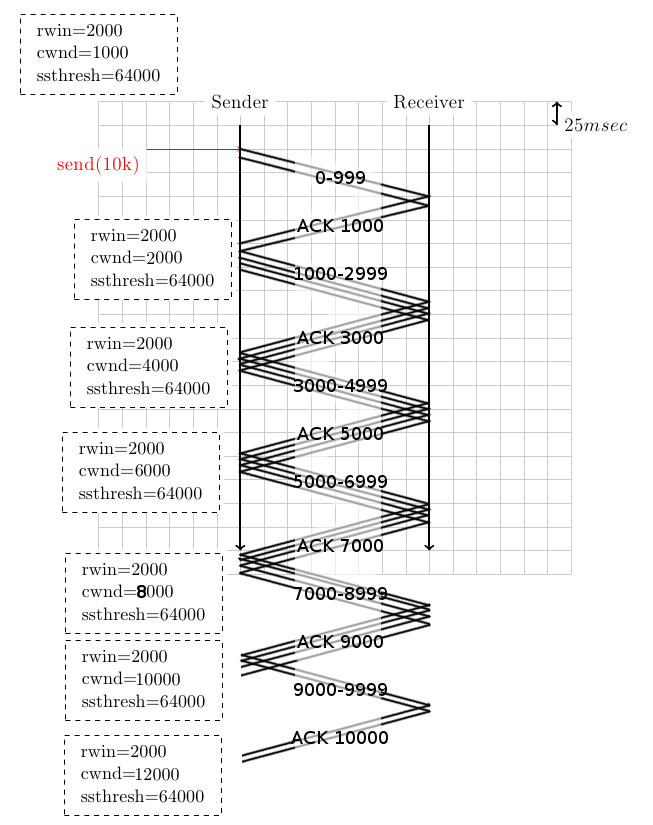 rwin=2000
cwnd=1000
ssthresh=64000
Sender
Receiver
25msec
send(10k)
0-999
ACK 1000
rwin=2000
cwnd=2000
ssthresh=64000
1000-2999
ACK 3000
rwin=2000
cwnd=4000
ssthresh=64000
3000-4999
ACK 5000
rwin=2000
cwnd=6000
ssthresh=64000
5000-6999
ACK 7000
rwin=2000
cwnd=8000
ssthresh=64000
7000-8999
ACK 9000
rwin=2000
cwnd=10000
ssthresh=64000
9000-9999
ACK 10000
rwin=2000
cwnd=12000
ssthresh=64000